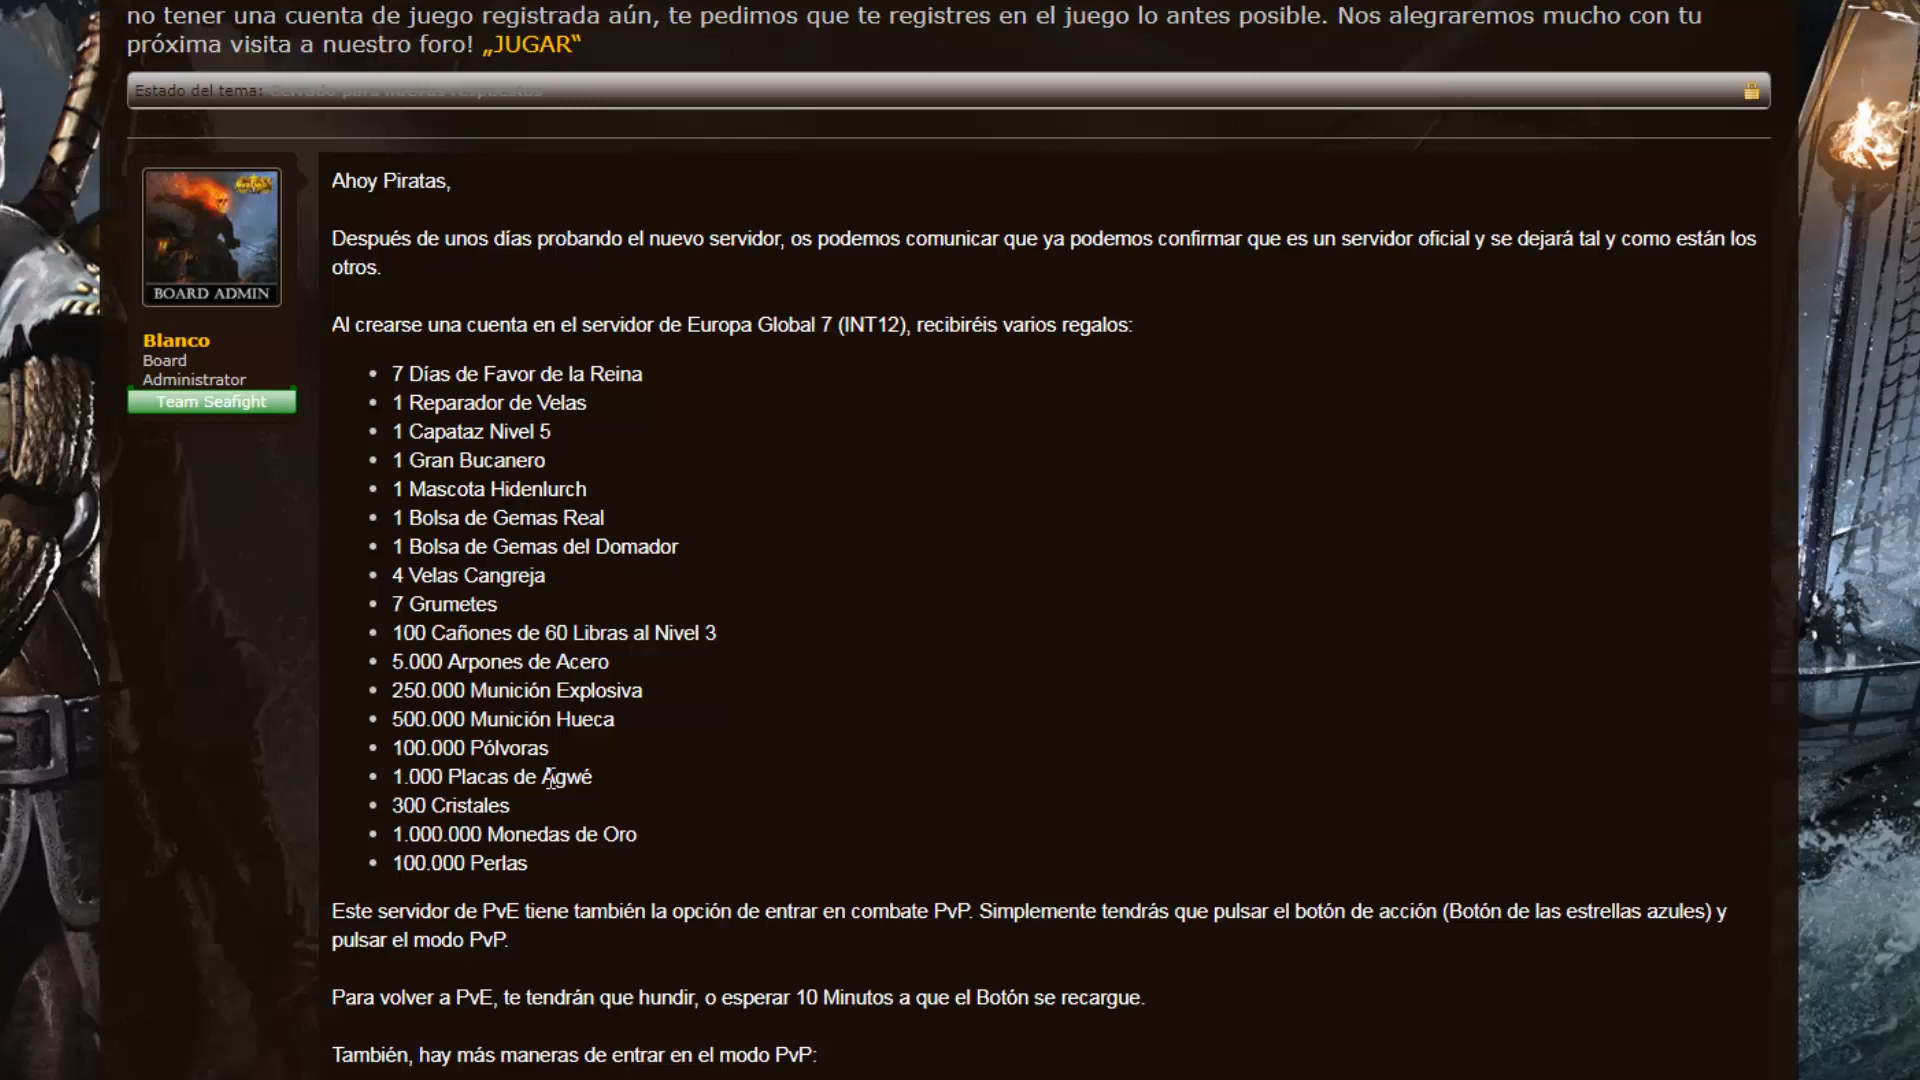 no tener una cuenta de juego registrada aún, te pedimos que te registres en el juego lo antes posible. Nos alegraremos mucho con tu
próxima visita a nuestro foro! „JUGAR“
Estado del tema: Cerrado para nuevas respuestas
BOARD ADMIN
Blanco
Board
Administrator
Team Seafight
Ahoy Piratas,
Después de unos días probando el nuevo servidor, os podemos comunicar que ya podemos confirmar que es un servidor oficial y se dejará tal y como están los
otros.
Al crearse una cuenta en el servidor de Europa Global 7 (INT12), recibiréis varios regalos:
• 7 Días de Favor de la Reina
• 1 Reparador de Velas
• 1 Capataz Nivel 5
• 1 Gran Bucanero
• 1 Mascota Hidenlurch
• 1 Bolsa de Gemas Real
• 1 Bolsa de Gemas del Domador
• 4 Velas Cangreja
• 7 Grumetes
• 100 Cañones de 60 Libras al Nivel 3
• 5.000 Arpones de Acero
• 250.000 Munición Explosiva
• 500.000 Munición Hueca
• 100.000 Pólvoras
• 1.000 Placas de Agwé
• 300 Cristales
• 1.000.000 Monedas de Oro
• 100.000 Perlas
Este servidor de PvE tiene también la opción de entrar en combate PvP. Simplemente tendrás que pulsar el botón de acción (Botón de las estrellas azules) y
pulsar el modo PvP.
Para volver a PvE, te tendrán que hundir, o esperar 10 Minutos a que el Botón se recargue.
También, hay más maneras de entrar en el modo PvP: